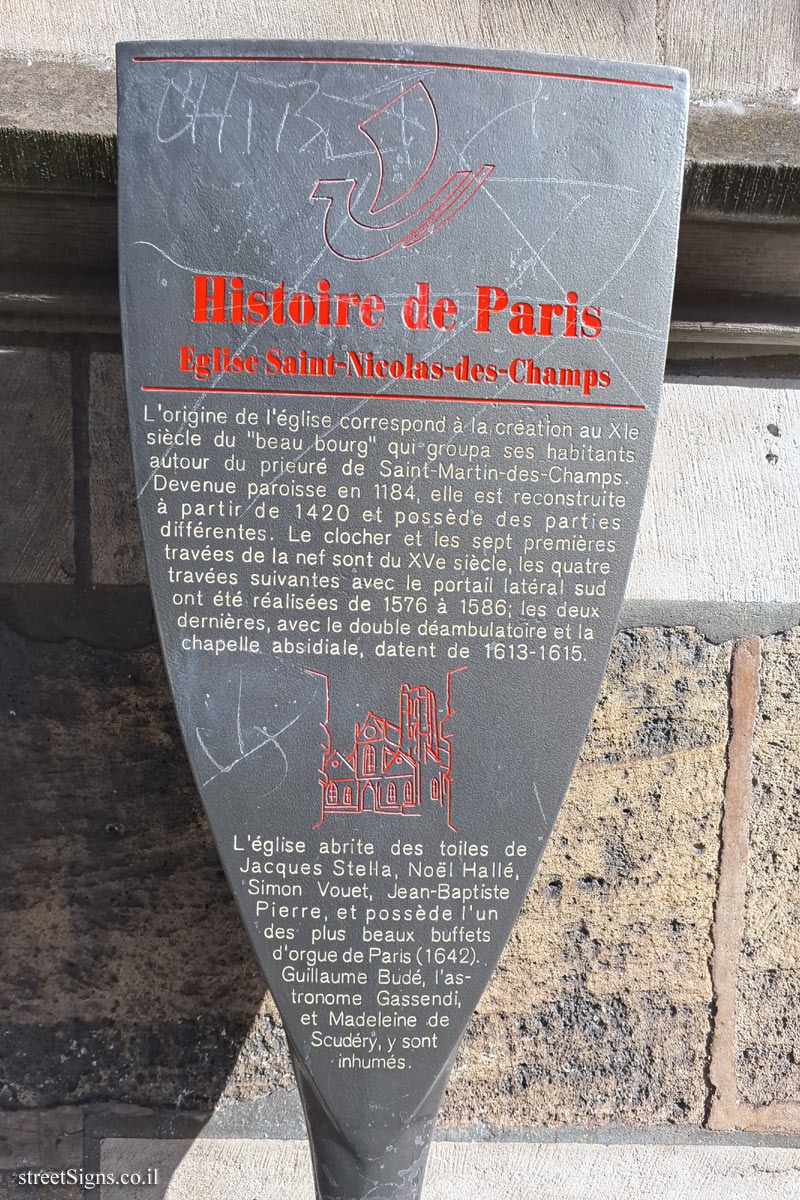 Histoire de Paris
Eglise Saint-Nicolas-des-Champs
L'origine de l'église correspond à la création au XIe
siècle du "beau bourg" qui groupa ses habitants
autour du prieuré de Saint-Martin-des-Champs.
Devenue paroisse en 1184, elle est reconstruite
à partir de 1420 et possède des parties
différentes. Le clocher et les sept premières
travées de la nef sont du XVe siècle, les quatre
travées suivantes avec le portail latéral sud
ont été réalisées de 1576 à 1586; les deux
dernières, avec le double déambulatoire et la
chapelle absidiale, datent de 1613-1615.
L'église abrite des toiles de
Jacques Stella, Noël Hallé,
Simon Vouet, Jean-Baptiste
Pierre, et possède l'un
des plus beaux buffets
d'orgue de Paris (1642).
Guillaume Budé, l'as-
tronome Gassendi,
et Madeleine de
Scudéry, y sont
inhumés.
streetSigns.co.il